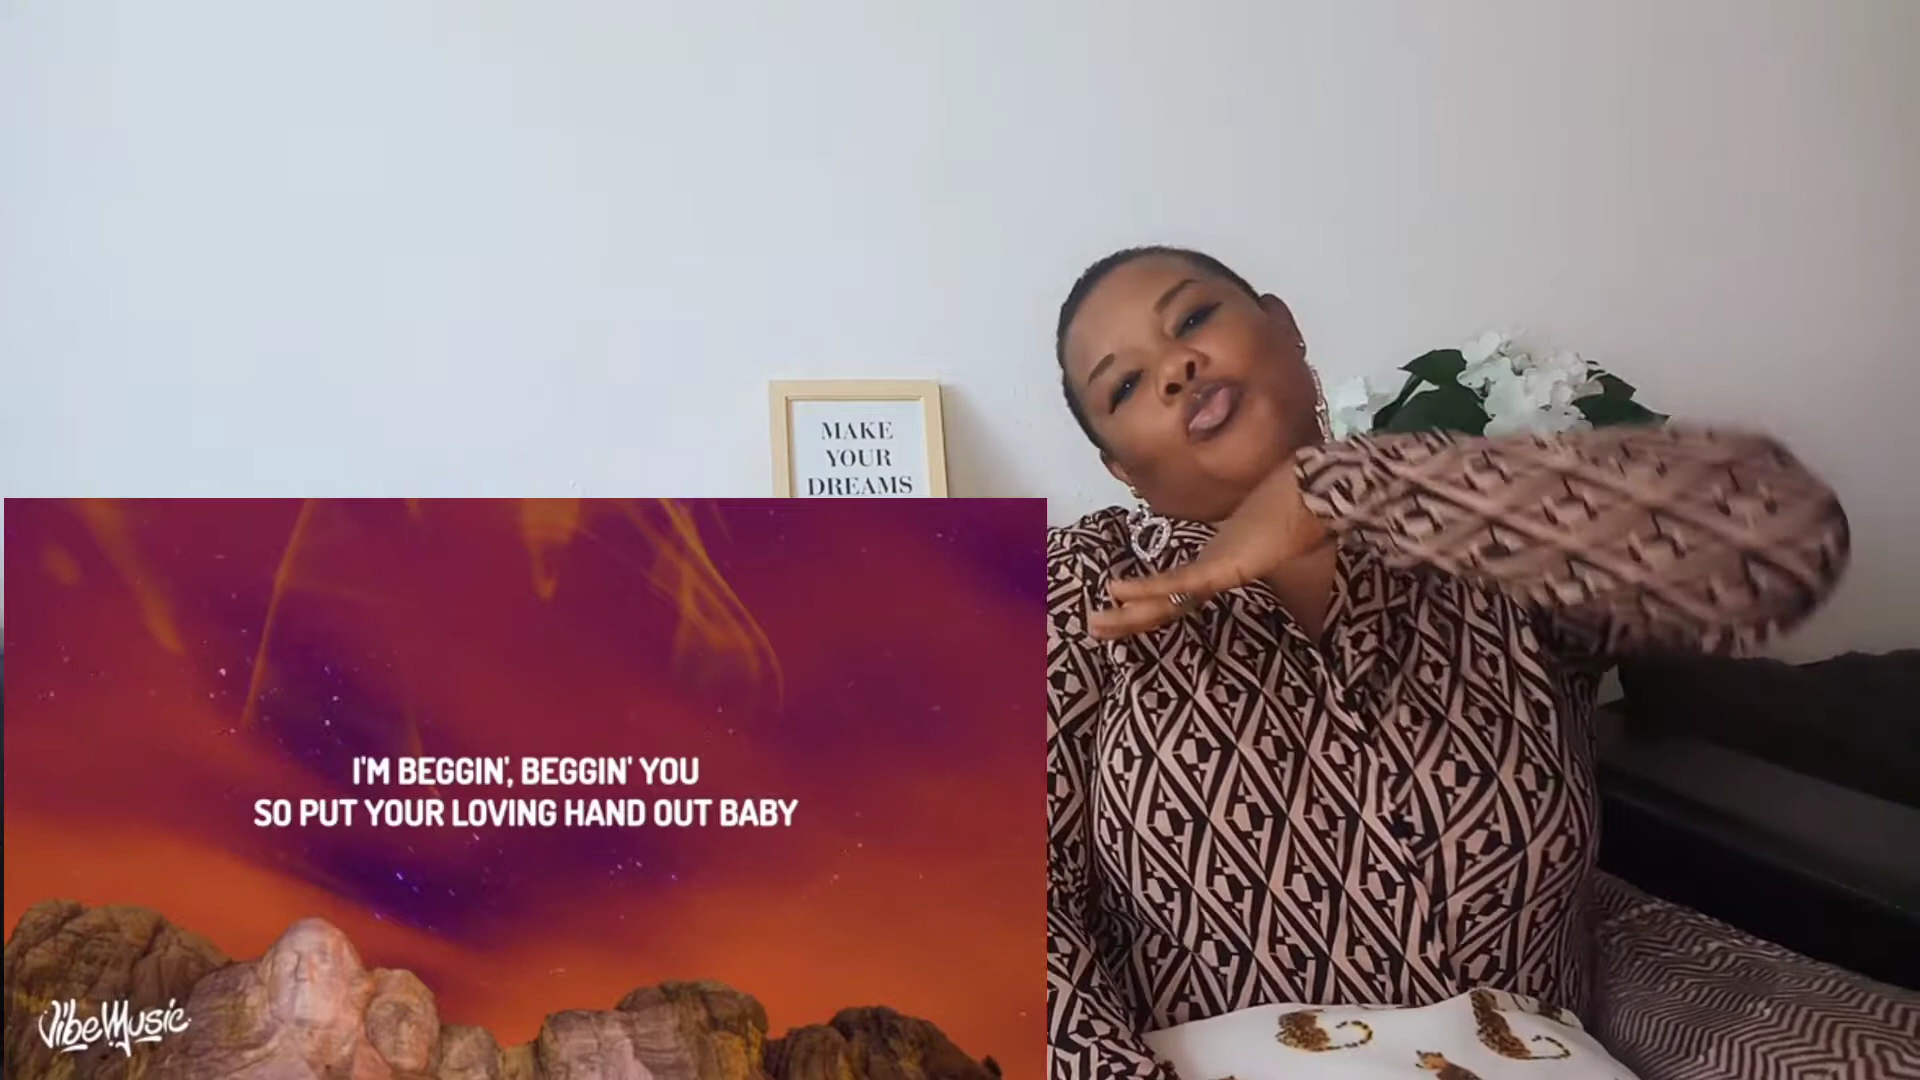 MAKE
YOUR
DREAMS
I'M BEGGIN', BEGGIN' YOU
SO PUT YOUR LOVING HAND OUT BABY
VibeMusic